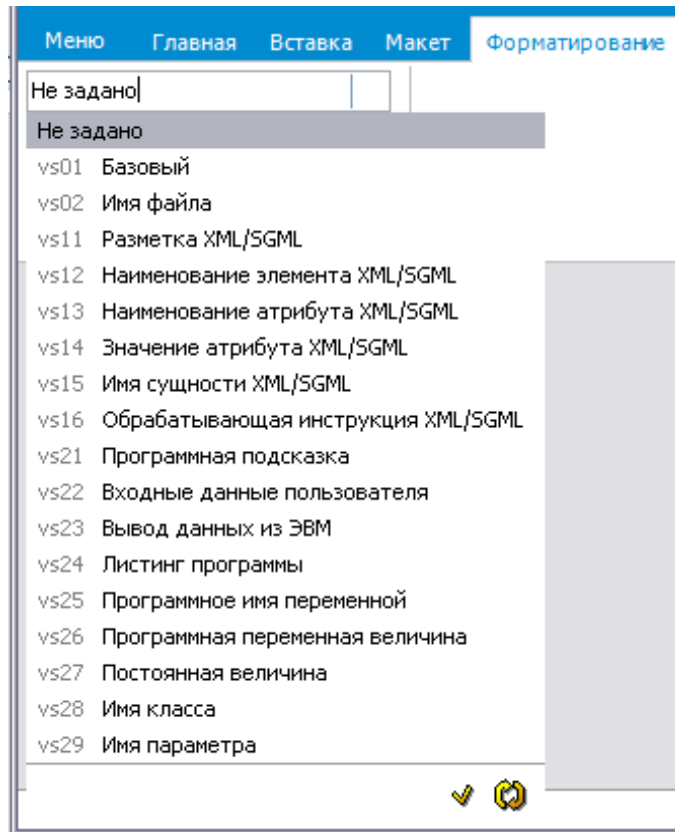 Меню Главная Вставка Макет Форматирование
Не задано
Не задано
vs01 Базовый
vs02 Имя файла
vs11 Разметка XML/SGML
vs12 Наименование элемента XML/SGML
vs13 Наименование атрибута XML/SGML
vs14 Значение атрибута XML/SGML
vs15 Имя сущности XML/SGML
vs16 Обрабатывающая инструкция XML/SGML
vs21 Программная подсказка
vs22 Входные данные пользователя
vs23 Вывод данных из ЭВМ
vs24 Листинг программы
vs25 Программное имя переменной
vs26 Программная переменная величина
vs27 Постоянная величина
vs28 Имя класса
vs29 Имя параметра